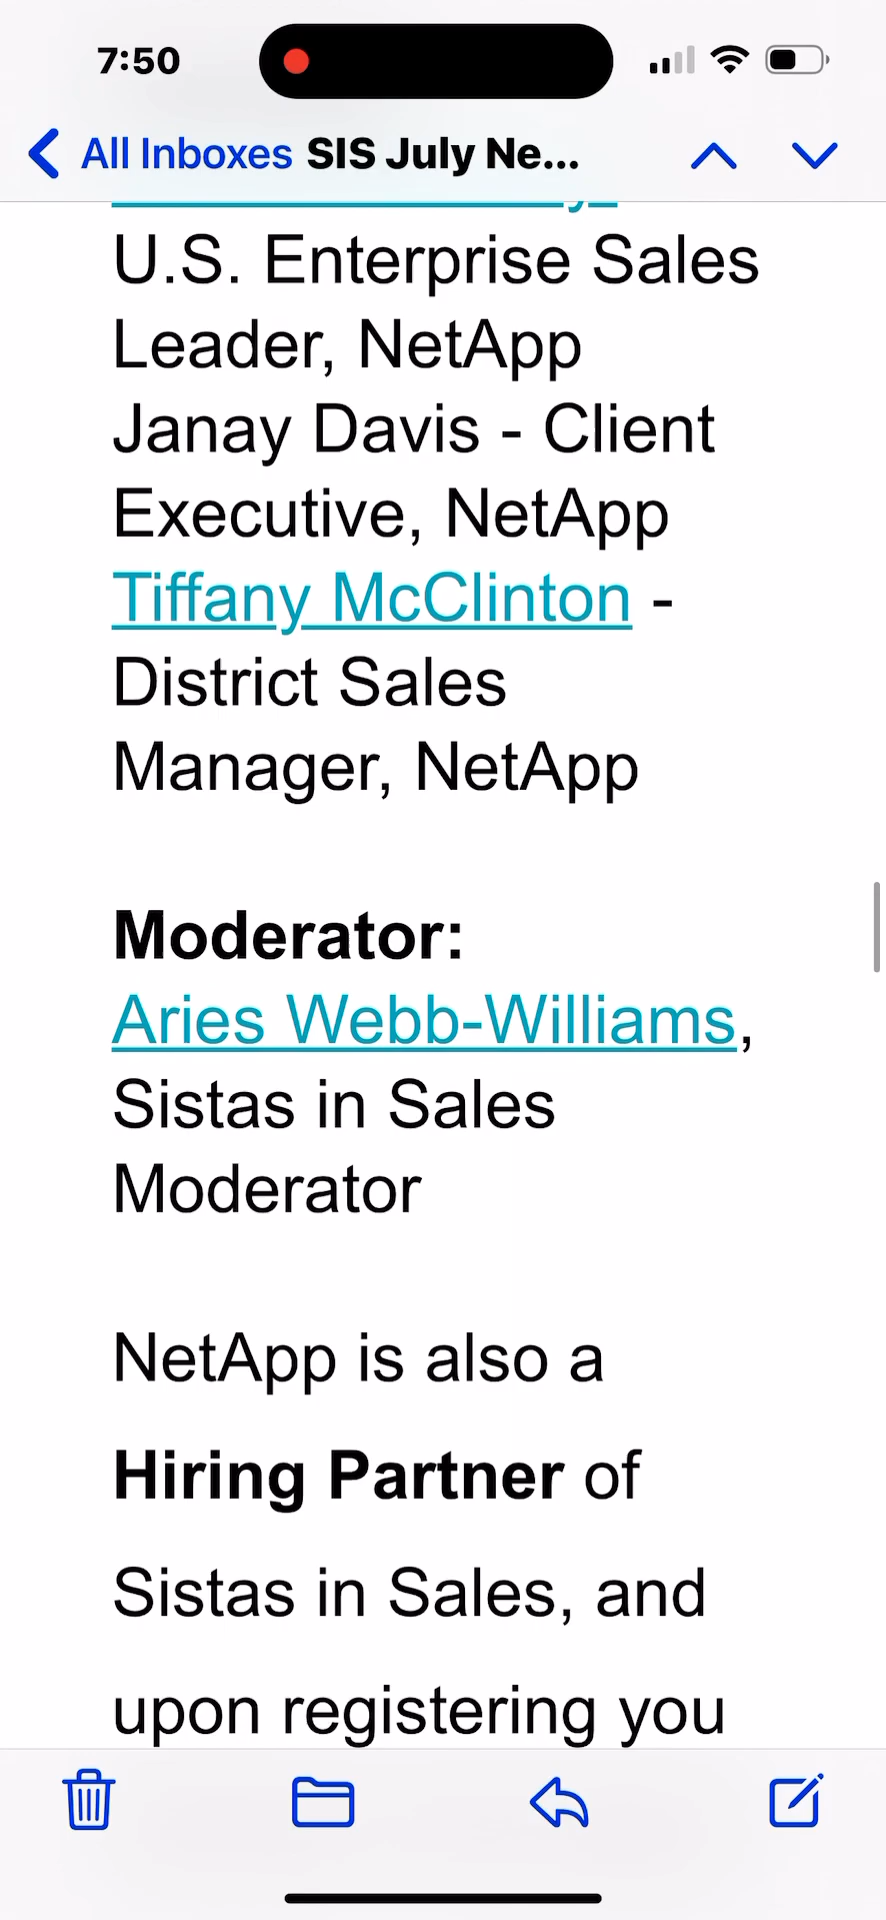 7:50
All Inboxes SIS July Ne...
U.S. Enterprise Sales
Leader, NetApp
Janay Davis - Client
Executive, NetApp
Tiffany McClinton -
District Sales
Manager, NetApp
Moderator:
Aries Webb-Williams,
Sistas in Sales
Moderator
NetApp is also a
Hiring Partner of
Sistas in Sales, and
upon registering you